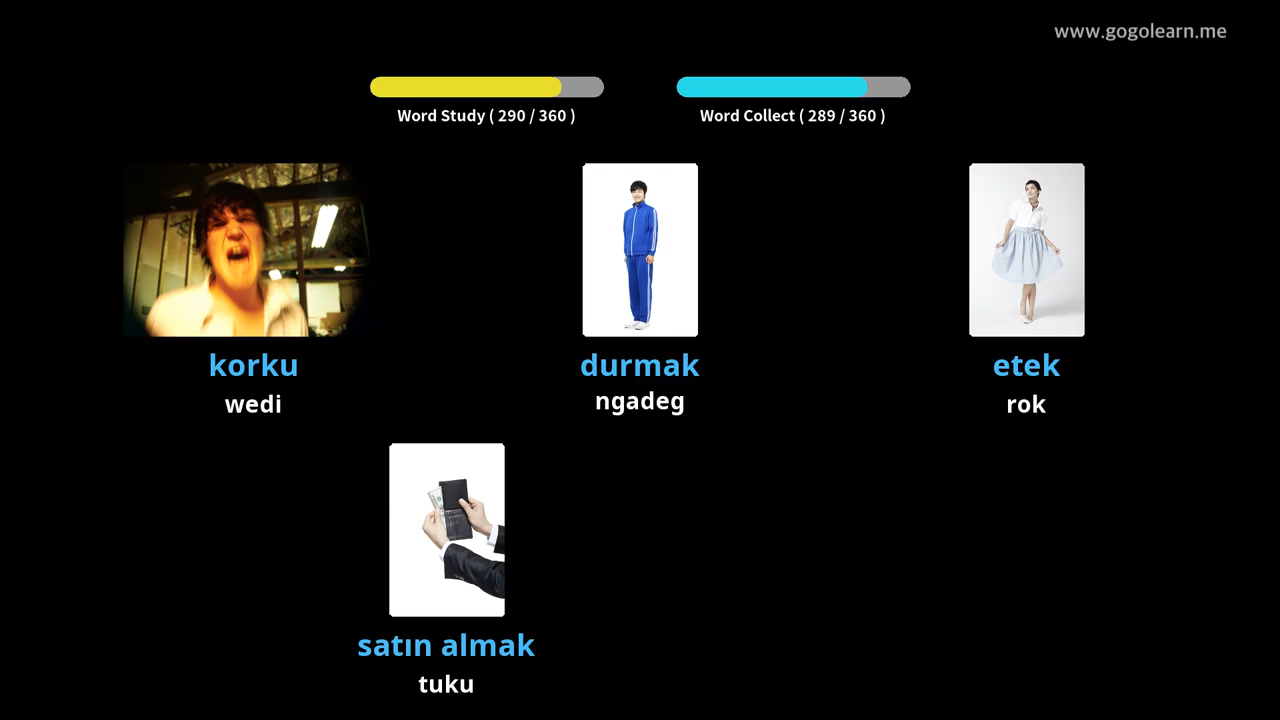 www.gogolearn.me
Word Study ( 290 / 360 )
Word Collect ( 289 / 360 )
korku
wedi
durmak
ngadeg
etek
rok
satın almak
tuku